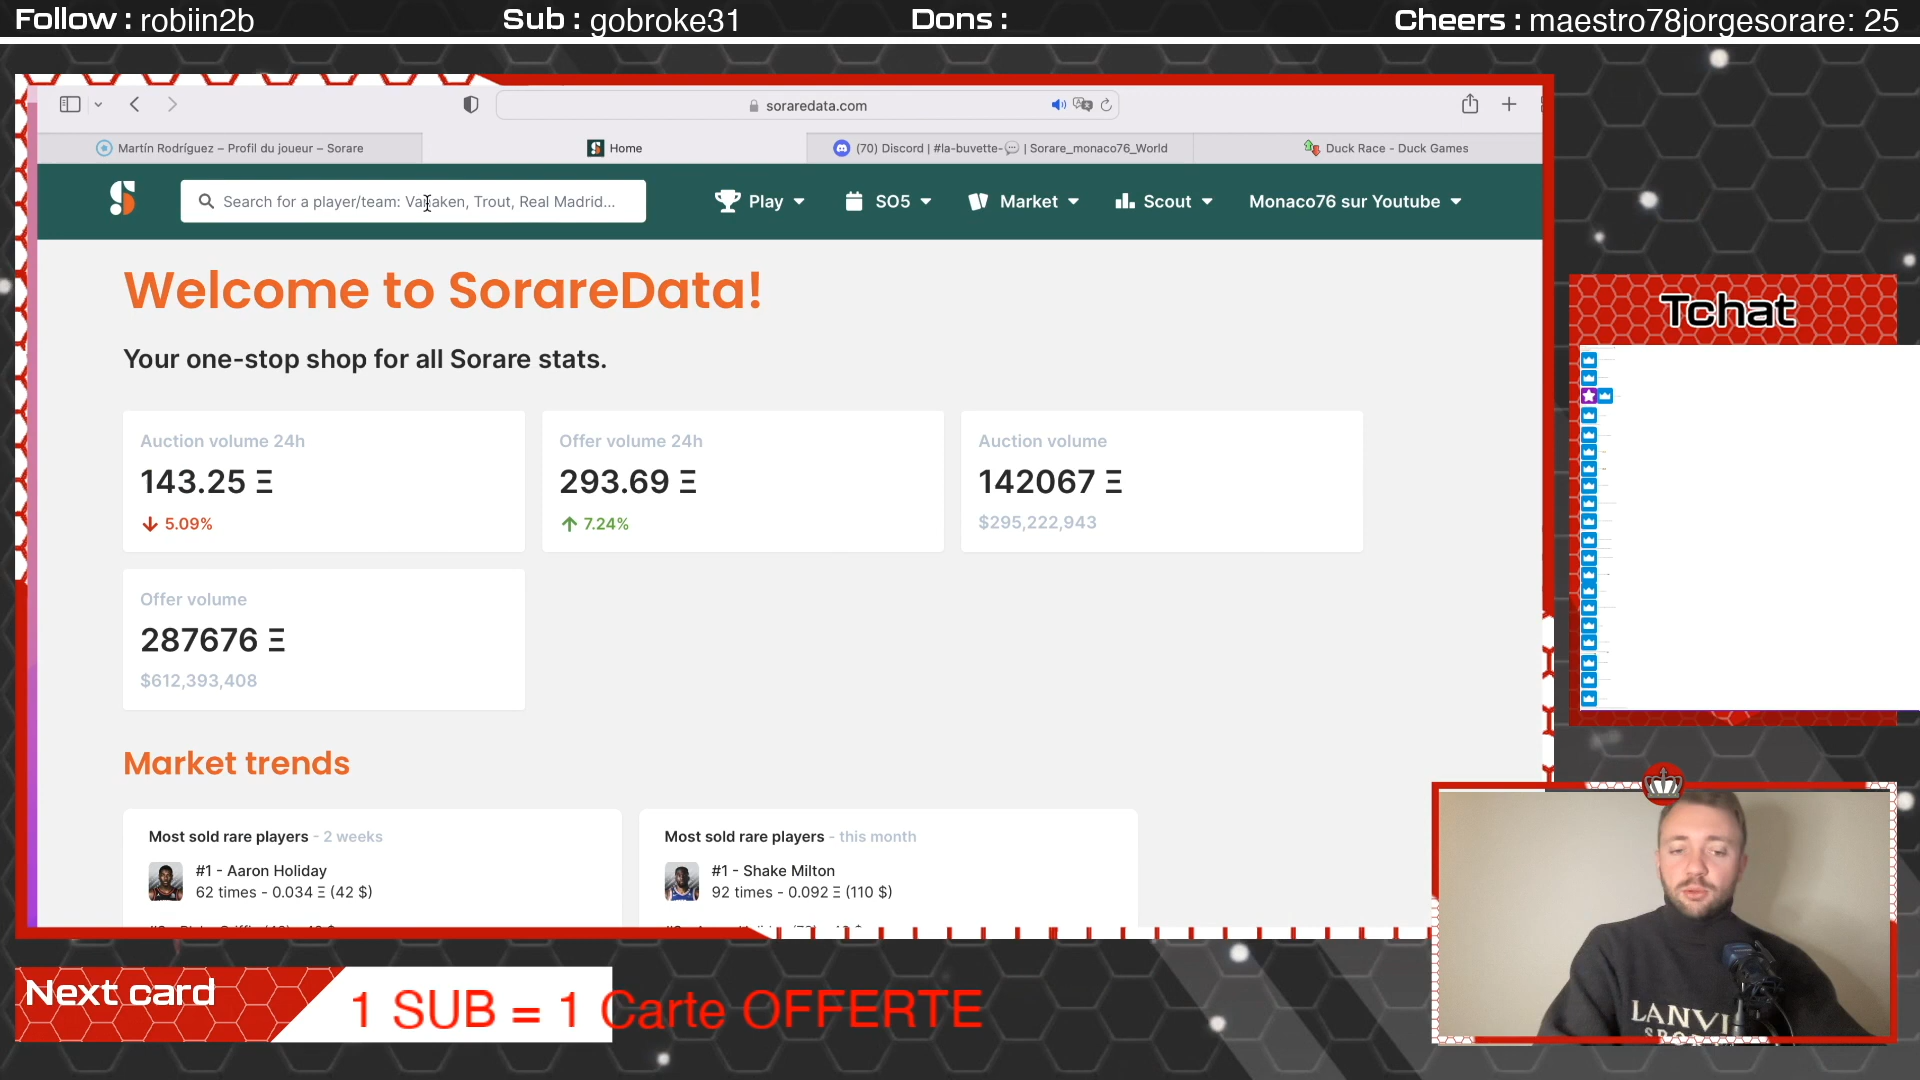 Follow : robiin2b
Sub : gobroke31
Dons :
Cheers : maestro78jorgesorare: 25
soraredata.com
Martín Rodríguez – Profil du joueur – Sorare
Home
(70) Discord | #la-buvette-💬 | Sorare_monaco76_World
Duck Race - Duck Games
Search for a player/team: Vanaken, Trout, Real Madrid...
Play
SO5
Market
Scout
Monaco76 sur Youtube
Welcome to SorareData!
Your one-stop shop for all Sorare stats.
Auction volume 24h
143.25 Ξ
5.09%
Offer volume 24h
293.69 Ξ
7.24%
Auction volume
142067 Ξ
$295,222,943
Offer volume
287676 Ξ
$612,393,408
Market trends
Most sold rare players - 2 weeks
#1 - Aaron Holiday
62 times - 0.034 Ξ (42 $)
Most sold rare players - this month
#1 - Shake Milton
92 times - 0.092 Ξ (110 $)
Tchat
LANVI
Next card
1 SUB = 1 Carte OFFERTE